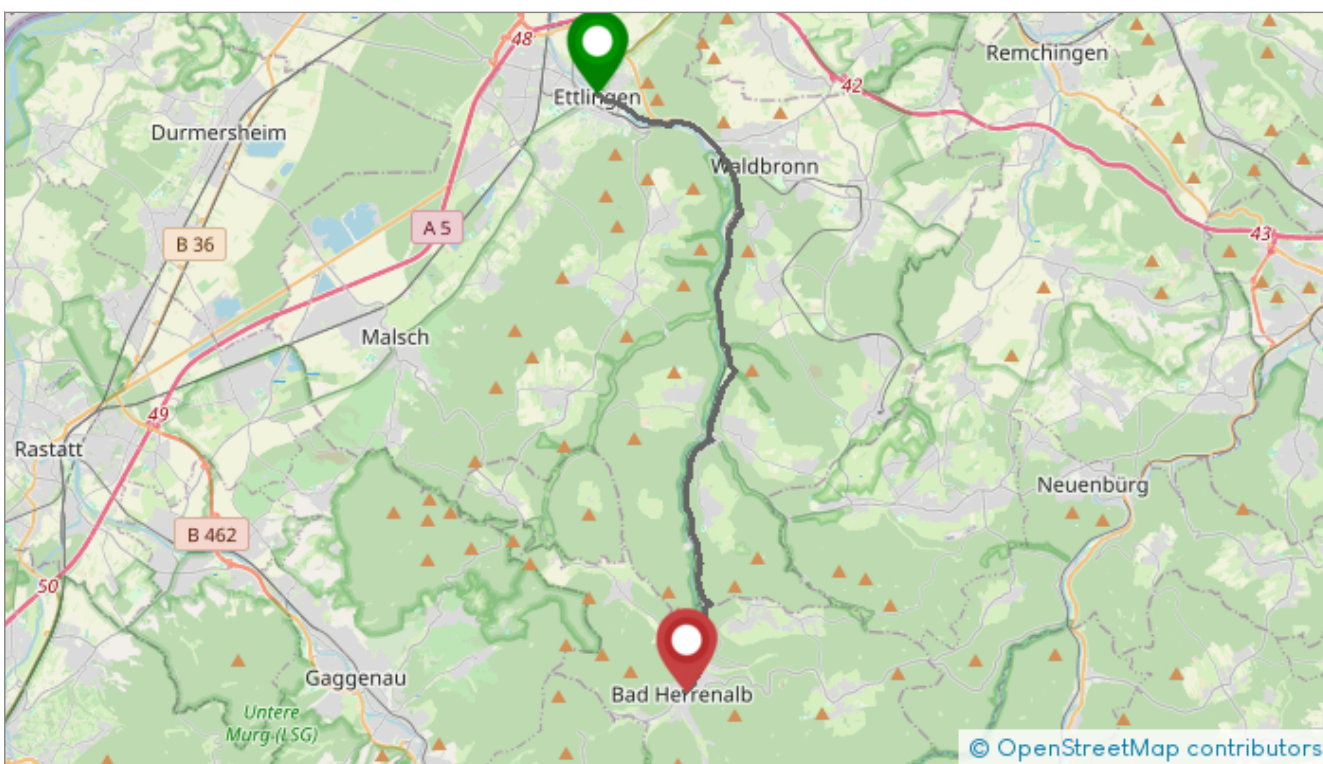 48
Remchingen
42
Ettlingen
Durmersheim
Waldbronn
A 5
B 36
43
Malsch
49
Rastatt
Neuenbürg
B 462
50
Gaggenau
Bad Herrenalb
Untere
Murg (LSG)
© OpenStreetMap contributors